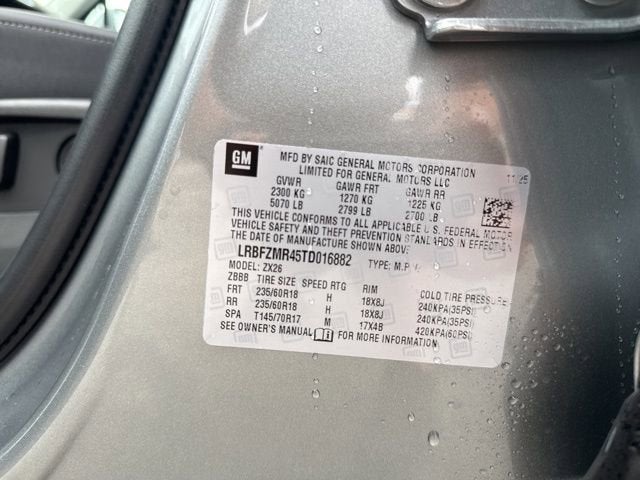 GM
MFD BY SAIC GENERAL MOTORS CORPORATION
LIMITED FOR GENERAL MOTORS LLC
11/25
GVWR GAWR FRT GAWR RR
2300 KG 1270 KG 1225 KG
5070 LB 2799 LB 2700 LB
THIS VEHICLE CONFORMS TO ALL APPLICABLE U.S. FEDERAL MOTOR
VEHICLE SAFETY AND THEFT PREVENTION STANDARDS IN EFFECT ON
THE DATE OF MANUFACTURE SHOWN ABOVE.
LRBFZMR45TD016882 TYPE: M.P.V.
MODEL: ZX26
ZBBB TIRE SIZE SPEED RTG RIM COLD TIRE PRESSURE
FRT 235/60R18 H 18X8J 240KPA(35PSI)
RR 235/60R18 H 18X8J 240KPA(35PSI)
SPA T145/70R17 M 17X4B 420KPA(60PSI)
SEE OWNER'S MANUAL FOR MORE INFORMATION